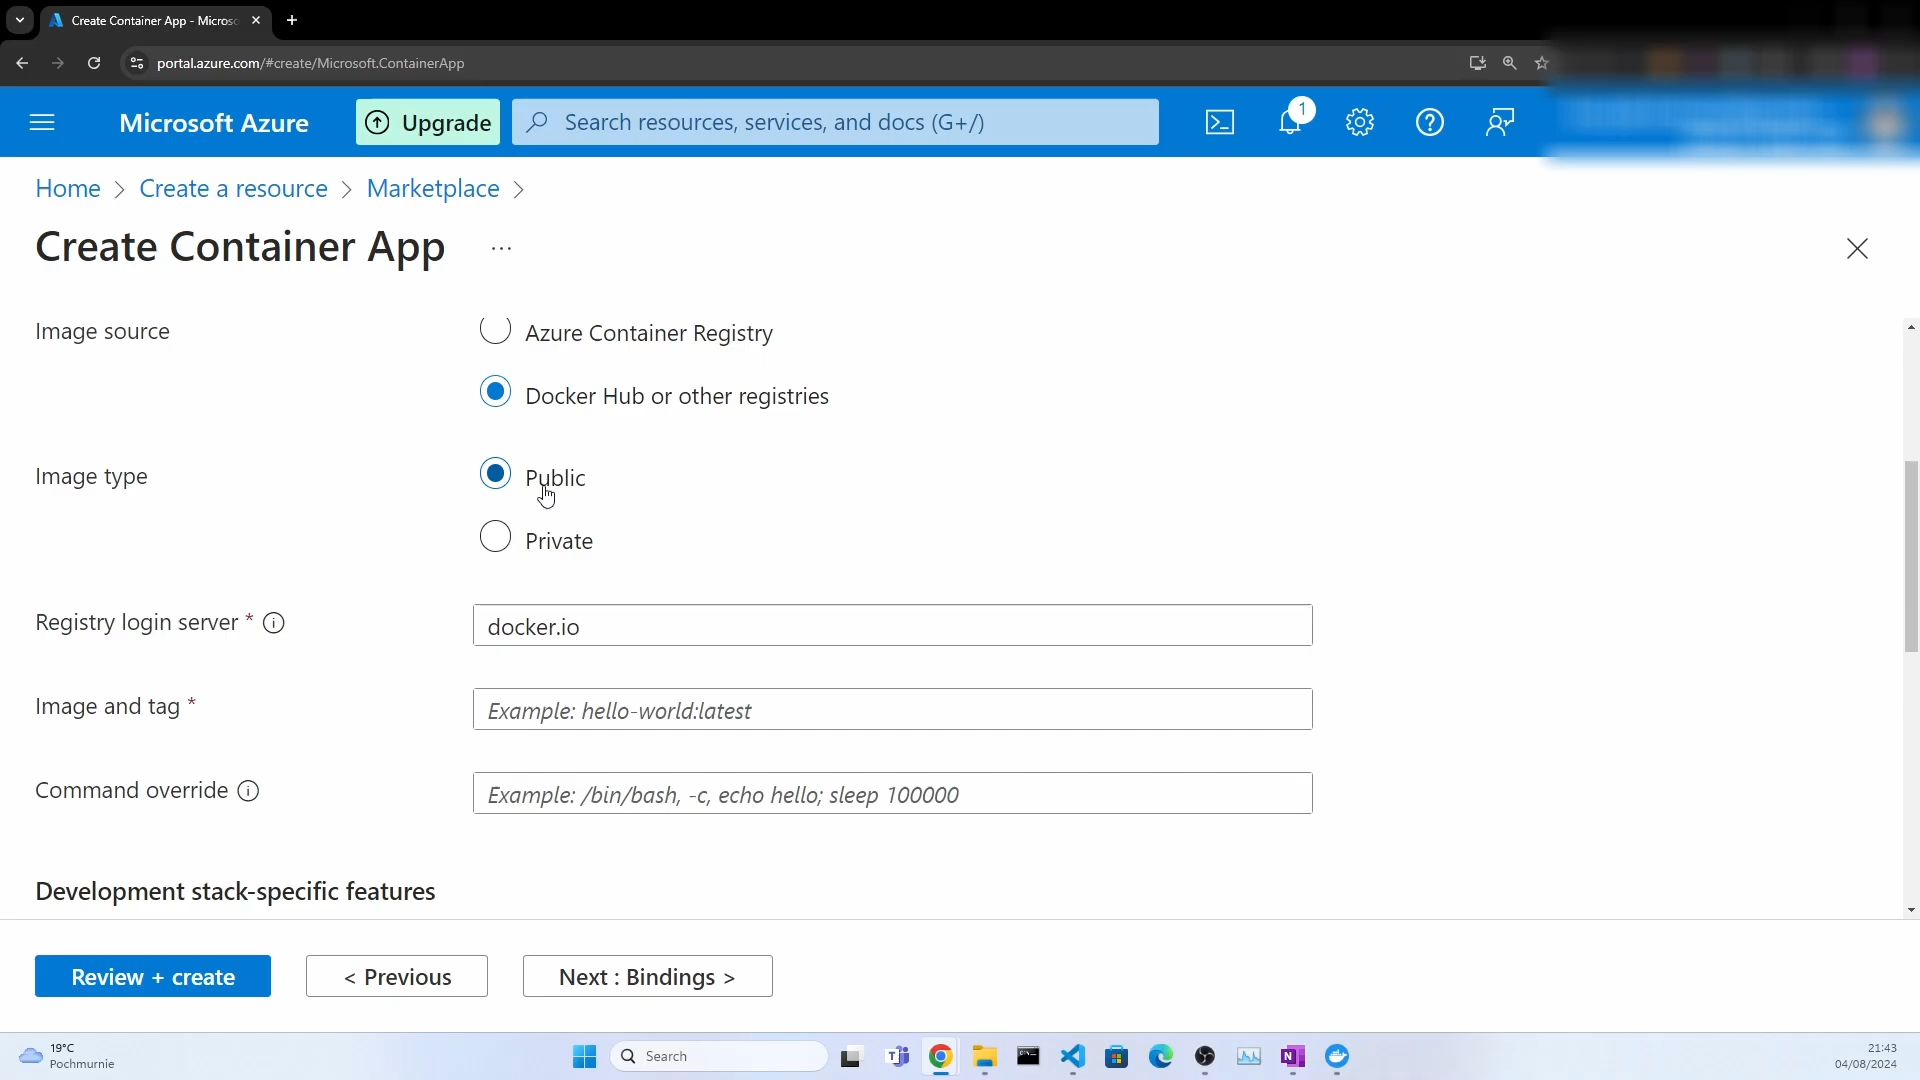 Create Container App - Micros
portal.azure.com/#create/Microsoft.ContainerApp
Microsoft Azure
Upgrade
Search resources, services, and docs (G+/)
1
Home > Create a resource > Marketplace >
Create Container App ...
Image source
Azure Container Registry
Docker Hub or other registries
Image type
Public
Private
Registry login server *
docker.io
Image and tag *
Example: hello-world:latest
Command override
Example: /bin/bash, -c, echo hello; sleep 100000
Development stack-specific features
Review + create
< Previous
Next : Bindings >
19°C
Pochmurnie
Search
21:43
04/08/2024